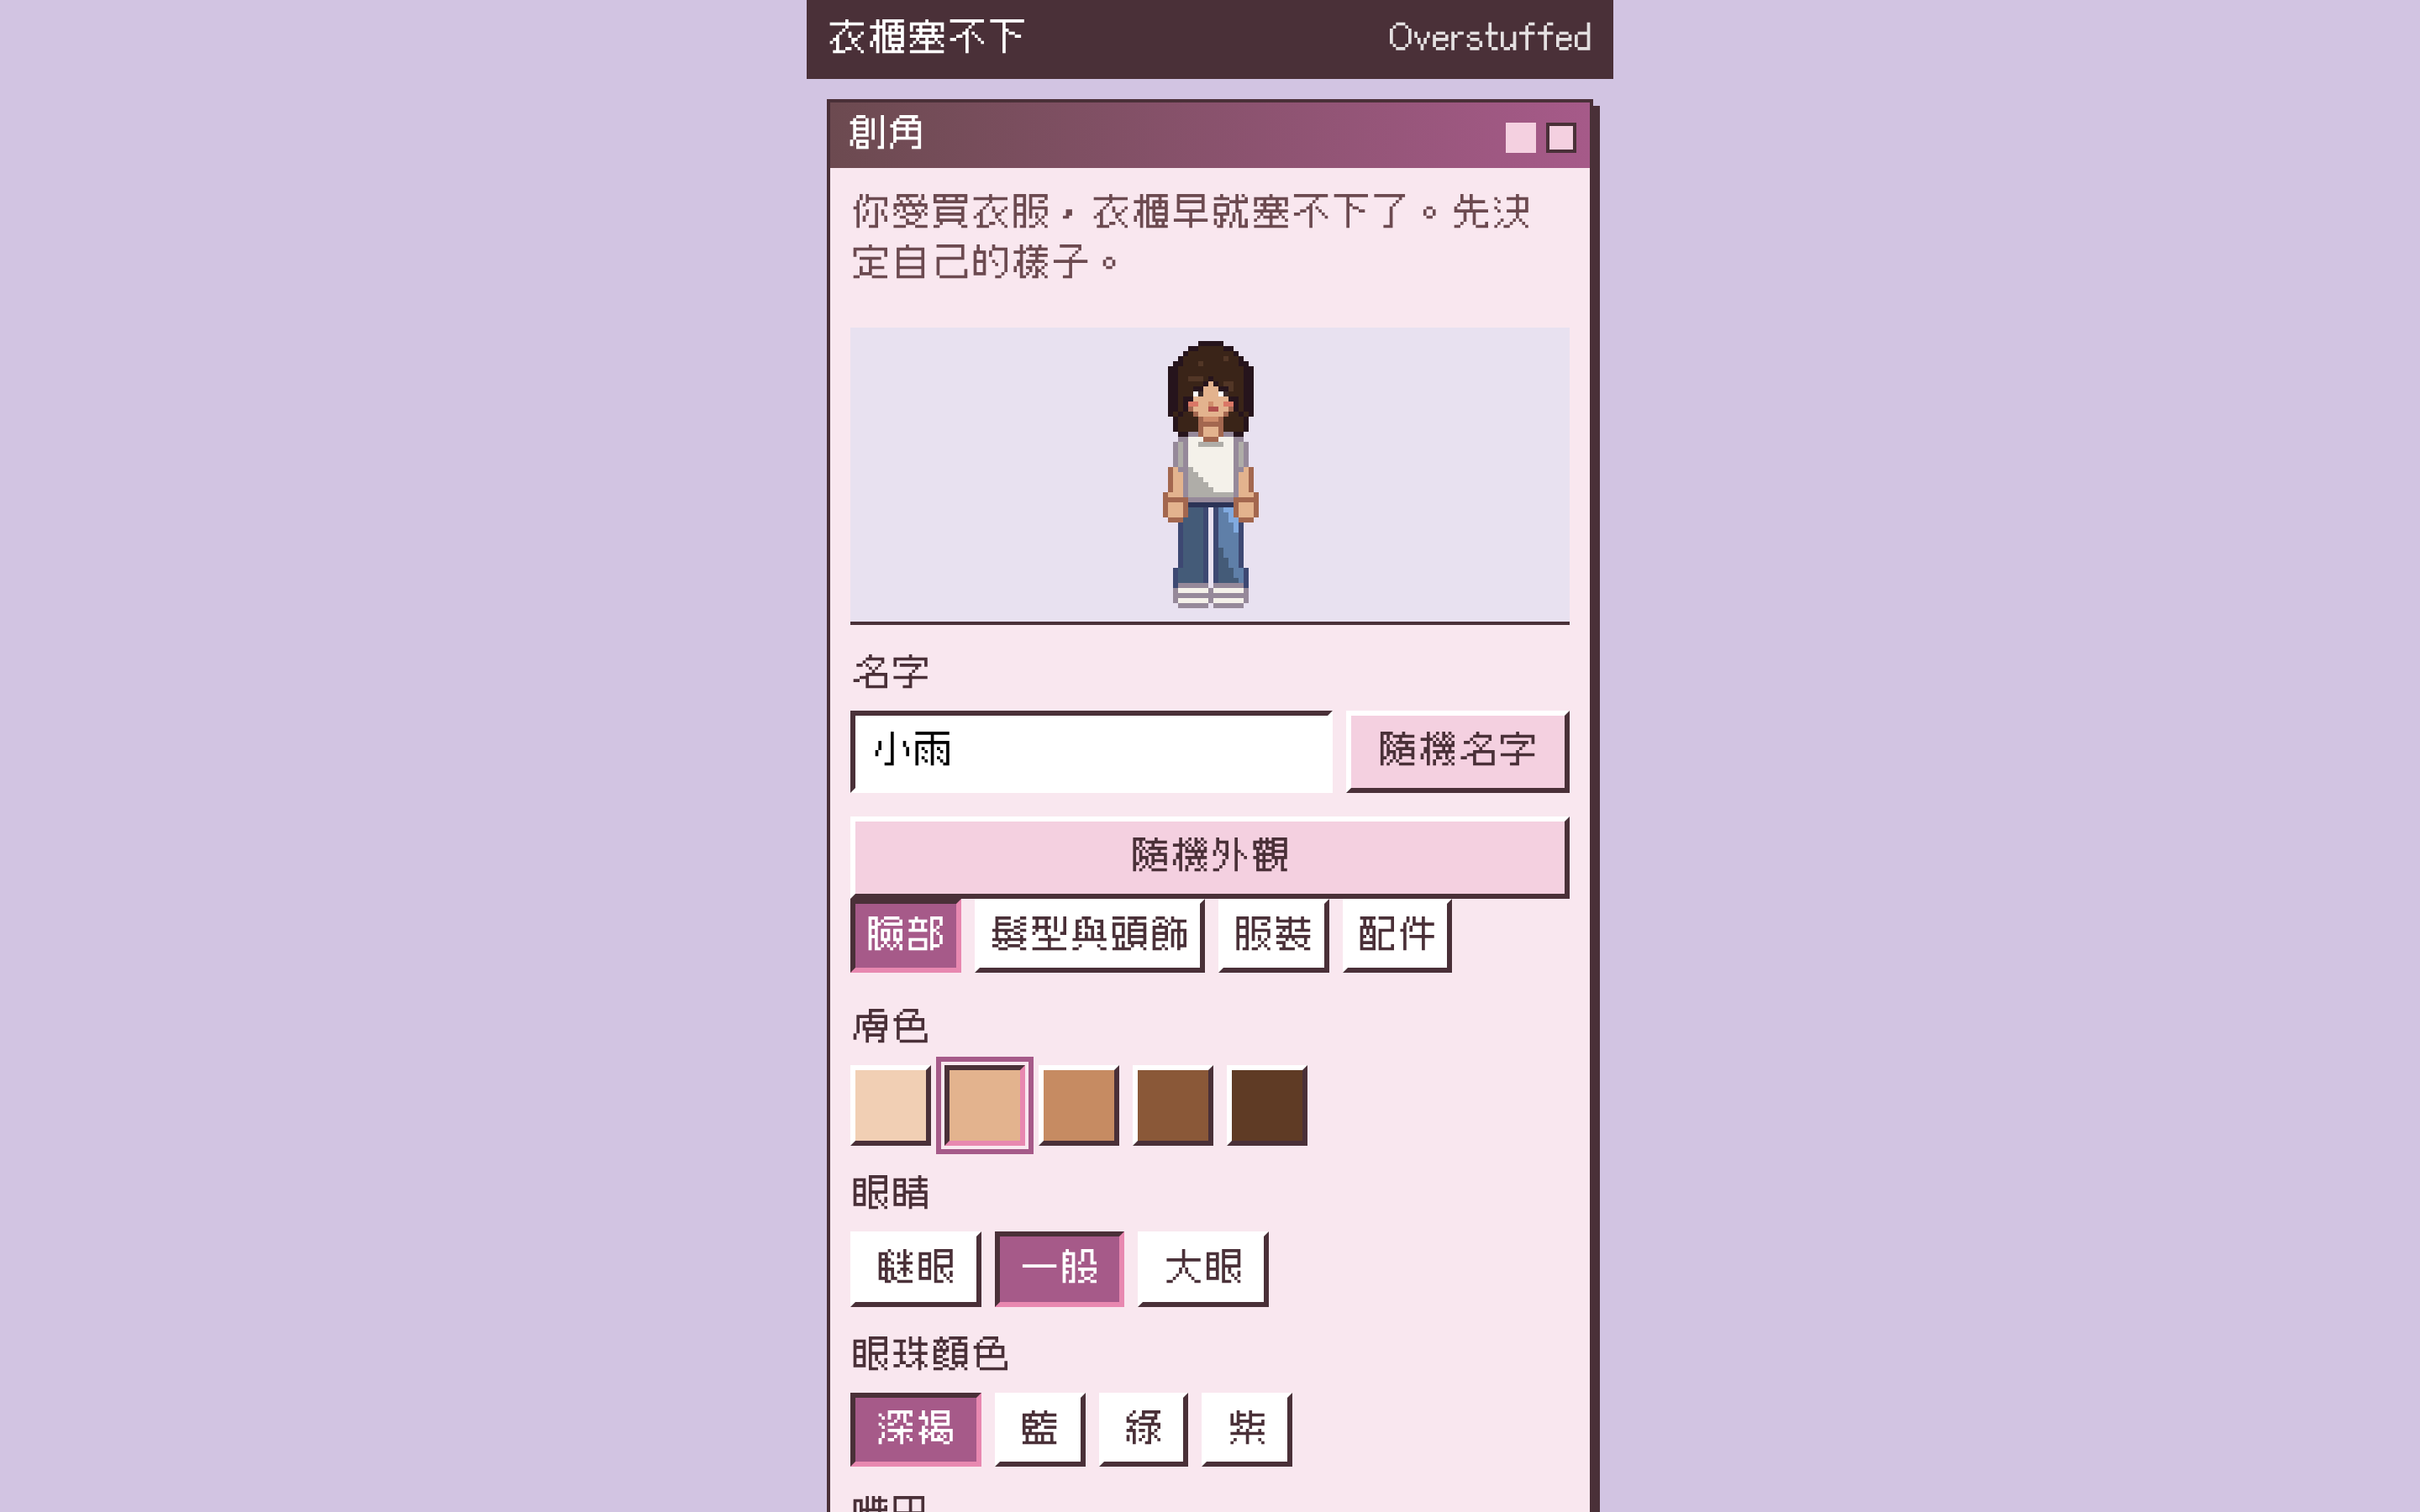 衣櫃塞不下
Overstuffed
創角
你愛買衣服，衣櫃早就塞不下了。先決
定自己的樣子。
名字
小雨
隨機名字
隨機外觀
臉部
髮型與頭飾
服裝
配件
膚色
眼睛
瞇眼
一般
大眼
眼珠顏色
深褐
藍
綠
紫